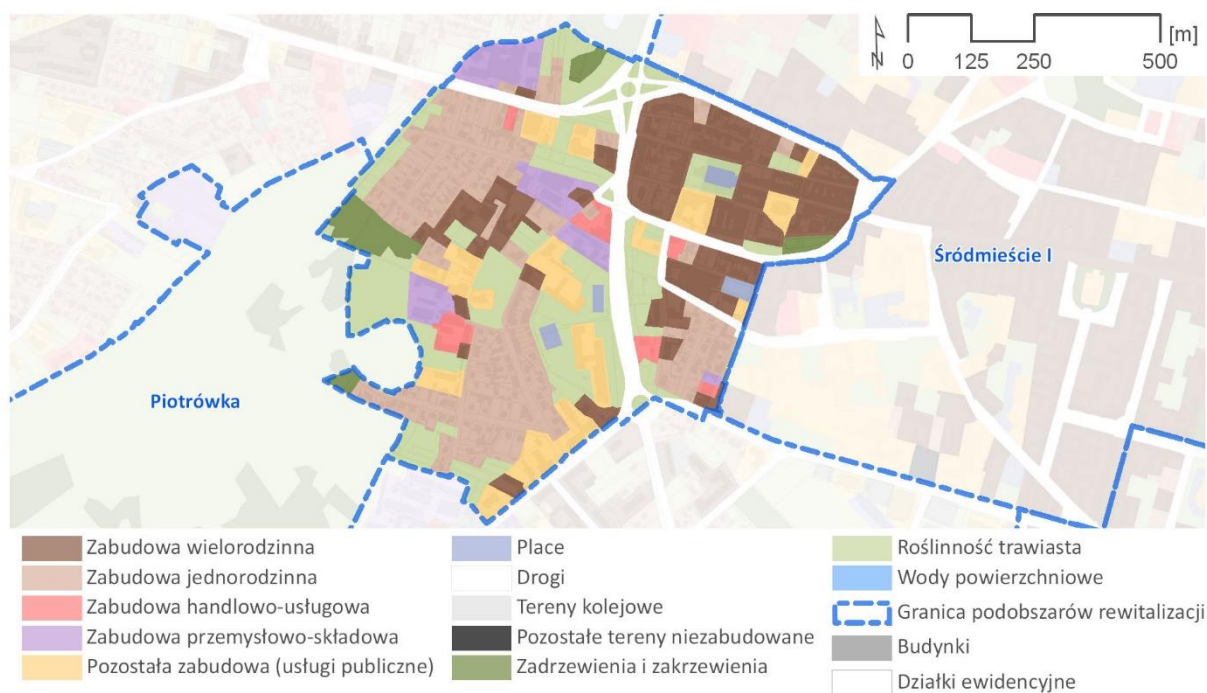 [m]
N
0 125 250 500
Śródmieście I
Piotrówka
Zabudowa wielorodzinna
Zabudowa jednorodzinna
Zabudowa handlowo-usługowa
Zabudowa przemysłowo-składowa
Pozostała zabudowa (usługi publiczne)
Place
Drogi
Tereny kolejowe
Pozostałe tereny niezabudowane
Zadrzewienia i zakrzewienia
Roślinność trawiasta
Wody powierzchniowe
Granica podobszarów rewitalizacji
Budynki
Działki ewidencyjne